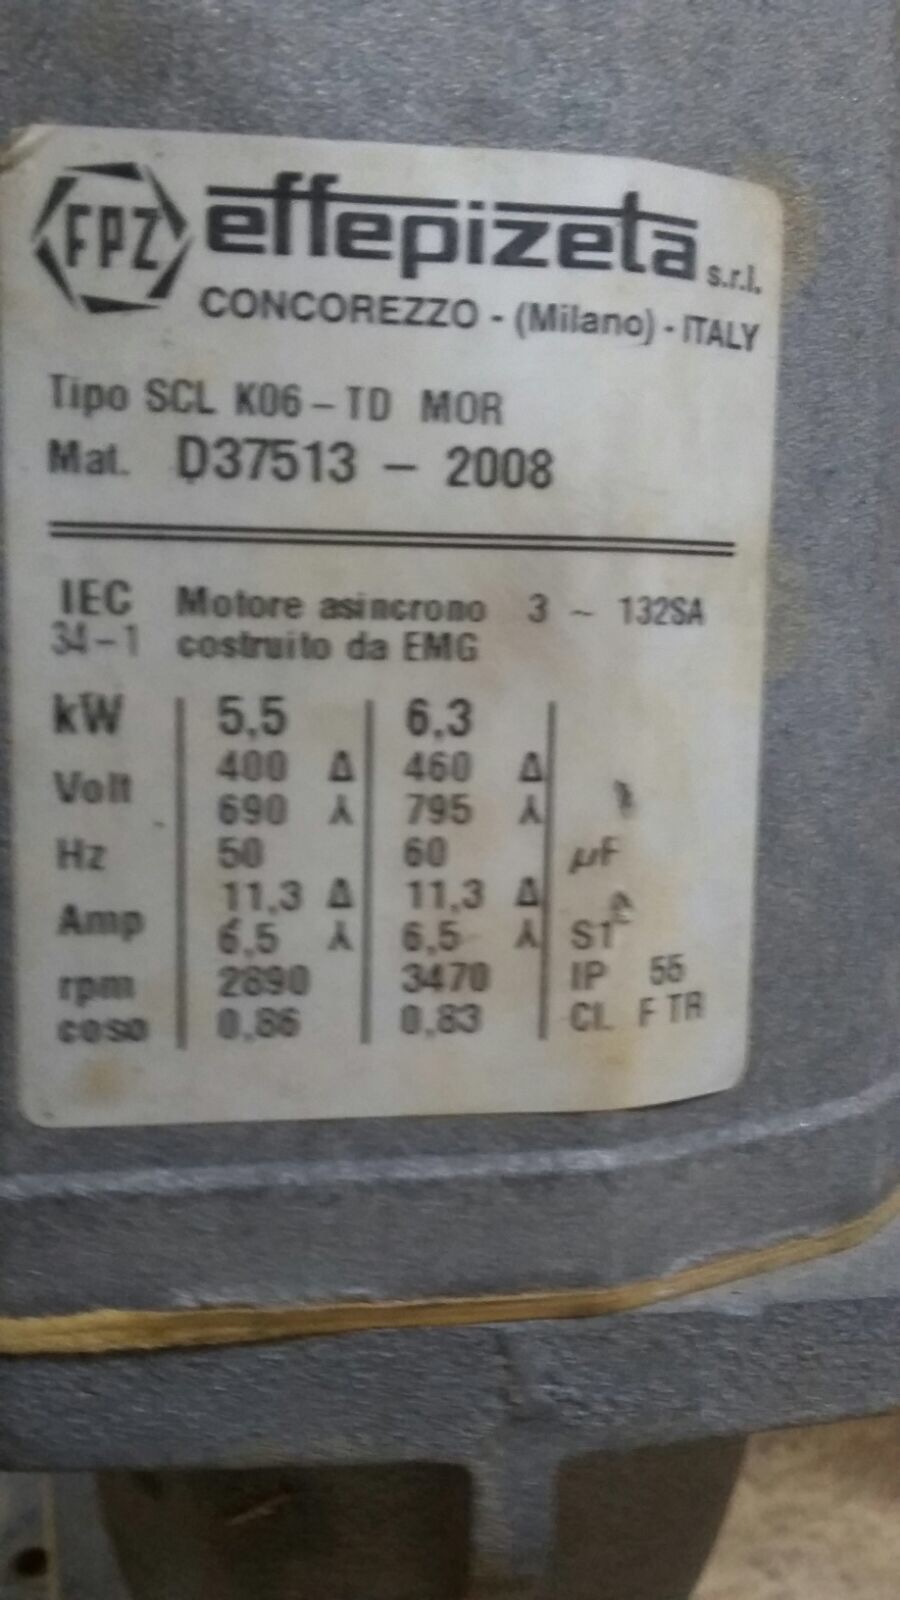 FPZ effepizeta s.r.l.
CONCOREZZO - (Milano) - ITALY
Tipo SCL K06 - TD MOR
Mat. D37513 - 2008
IEC Motore asincrono 3 ~ 132SA
34-1 costruito da EMG
kW 5,5 6,3
Volt 400 Δ 460 Δ
690 ⅄ 795 ⅄
Hz 50 60 µF
Amp 11,3 Δ 11,3 Δ
6,5 ⅄ 6,5 ⅄ S1
rpm 2890 3470 IP 55
cosø 0,86 0,83 CL F TR